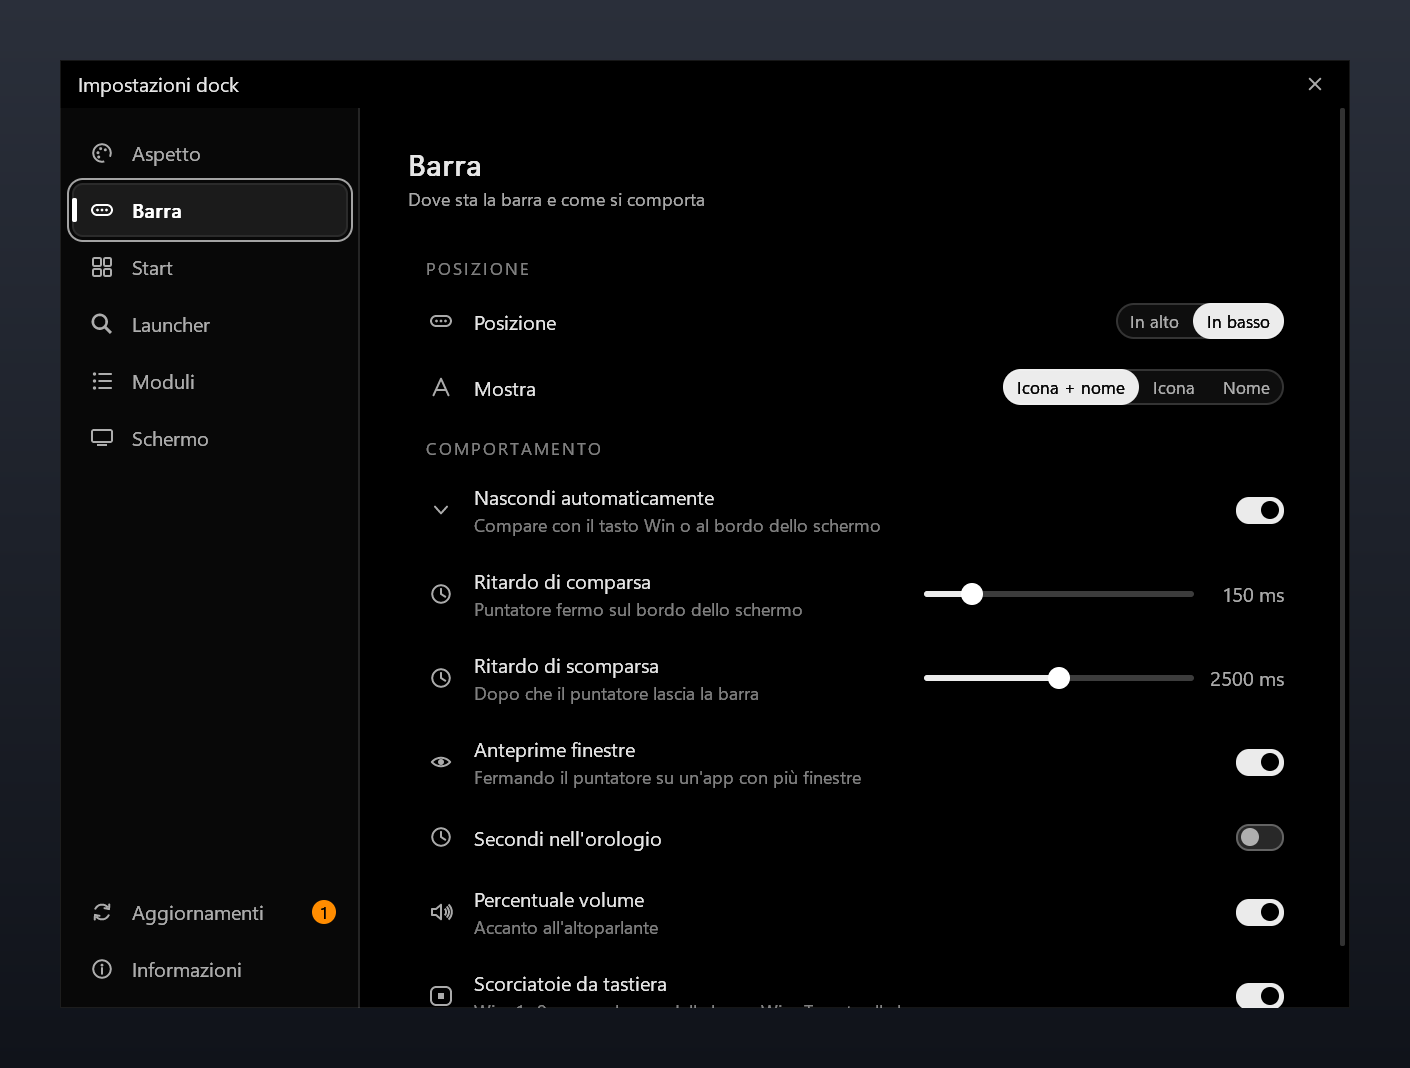 Impostazioni dock
Aspetto
Barra
Start
Launcher
Moduli
Schermo
Aggiornamenti 1
Informazioni
Barra
Dove sta la barra e come si comporta
POSIZIONE
Posizione In alto In basso
Mostra Icona + nome Icona Nome
COMPORTAMENTO
Nascondi automaticamente
Compare con il tasto Win o al bordo dello schermo
Ritardo di comparsa 150 ms
Puntatore fermo sul bordo dello schermo
Ritardo di scomparsa 2500 ms
Dopo che il puntatore lascia la barra
Anteprime finestre
Fermando il puntatore su un'app con più finestre
Secondi nell'orologio
Percentuale volume
Accanto all'altoparlante
Scorciatoie da tastiera